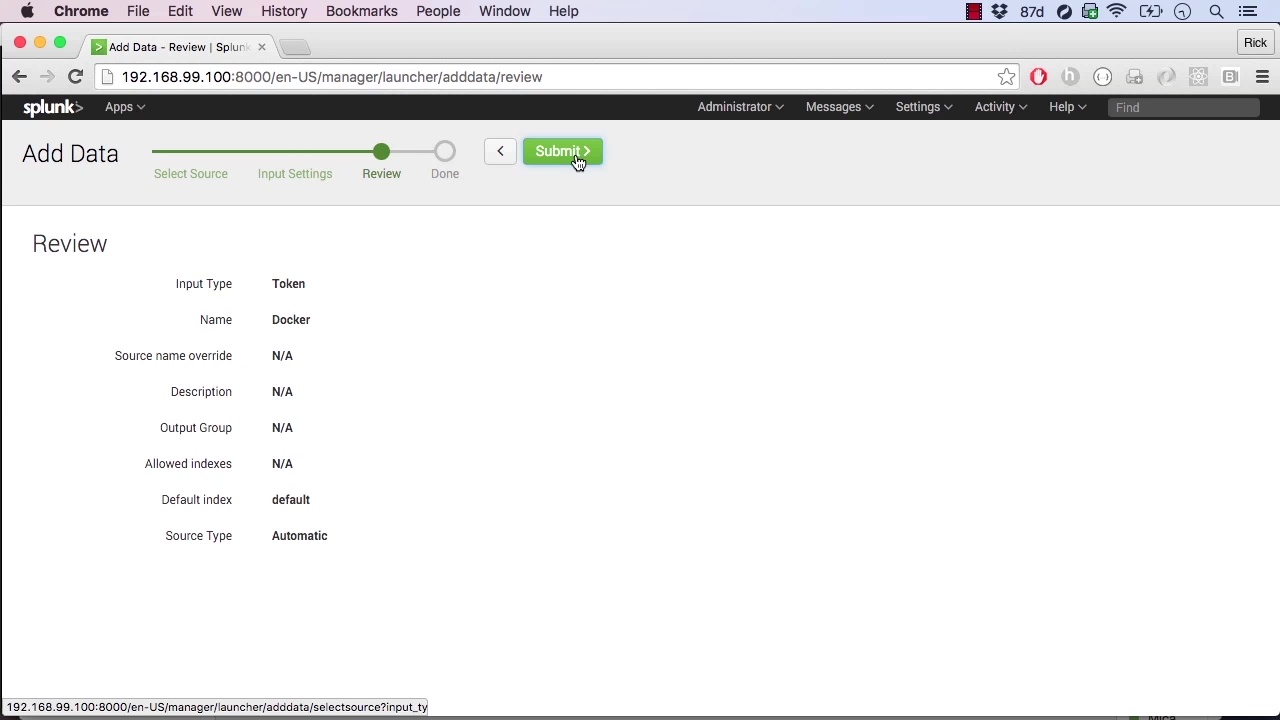 Chrome File Edit View History Bookmarks People Window Help 87d
Add Data - Review | Splunk Rick
192.168.99.100:8000/en-US/manager/launcher/adddata/review
splunk> Apps Administrator Messages Settings Activity Help Find
Add Data Submit
Select Source Input Settings Review Done
Review
Input Type Token
Name Docker
Source name override N/A
Description N/A
Output Group N/A
Allowed indexes N/A
Default index default
Source Type Automatic
192.168.99.100:8000/en-US/manager/launcher/adddata/selectsource?input_ty